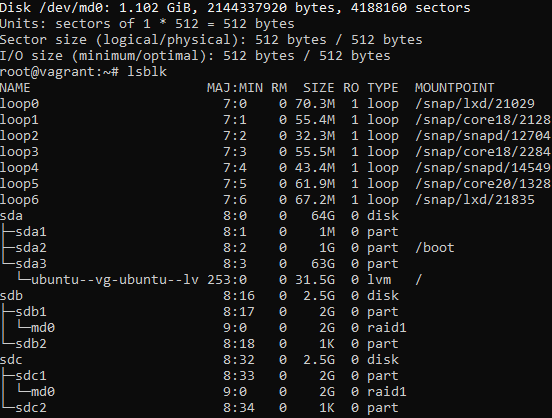 Disk /dev/md0: 1.102 GiB, 2144337920 bytes, 4188160 sectors
Units: sectors of 1 * 512 = 512 bytes
Sector size (logical/physical): 512 bytes / 512 bytes
I/O size (minimum/optimal): 512 bytes / 512 bytes
root@vagrant:~# lsblk
NAME                      MAJ:MIN RM  SIZE RO TYPE  MOUNTPOINT
loop0                       7:0    0 70.3M  1 loop  /snap/lxd/21029
loop1                       7:1    0 55.4M  1 loop  /snap/core18/2128
loop2                       7:2    0 32.3M  1 loop  /snap/snapd/12704
loop3                       7:3    0 55.5M  1 loop  /snap/core18/2284
loop4                       7:4    0 43.4M  1 loop  /snap/snapd/14549
loop5                       7:5    0 61.9M  1 loop  /snap/core20/1328
loop6                       7:6    0 67.2M  1 loop  /snap/lxd/21835
sda                         8:0    0   64G  0 disk
├─sda1                      8:1    0    1M  0 part
├─sda2                      8:2    0    1G  0 part  /boot
└─sda3                      8:3    0   63G  0 part
  └─ubuntu--vg-ubuntu--lv 253:0    0 31.5G  0 lvm   /
sdb                         8:16   0  2.5G  0 disk
├─sdb1                      8:17   0    2G  0 part
│ └─md0                     9:0    0    2G  0 raid1
└─sdb2                      8:18   0    1K  0 part
sdc                         8:32   0  2.5G  0 disk
├─sdc1                      8:33   0    2G  0 part
│ └─md0                     9:0    0    2G  0 raid1
└─sdc2                      8:34   0    1K  0 part